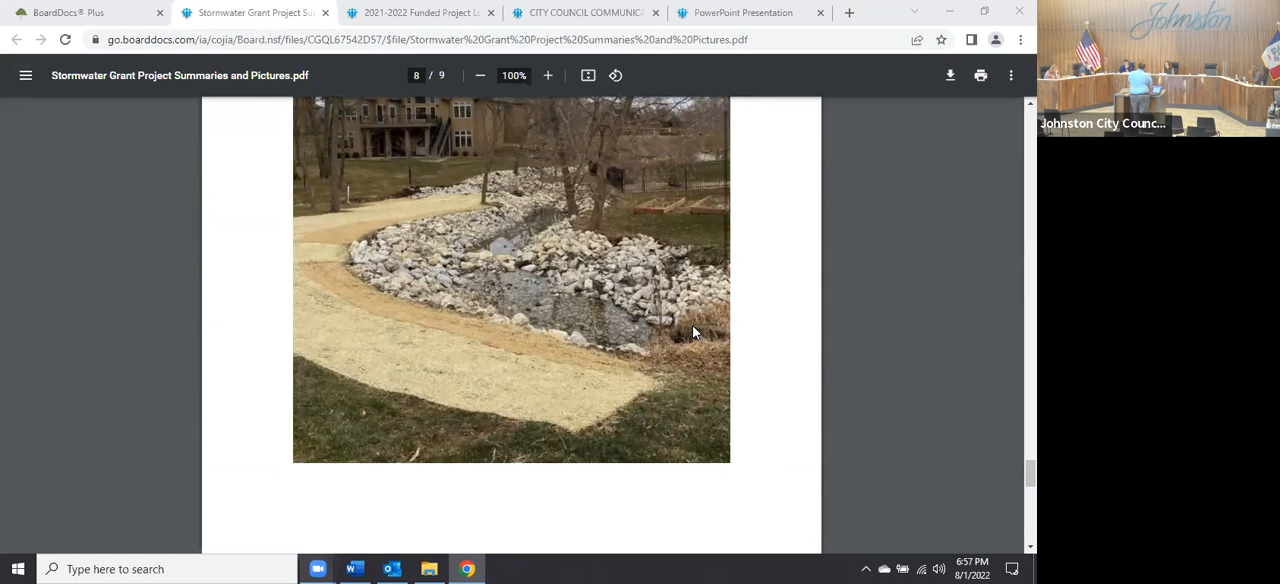 BoardDocs® Plus
Stormwater Grant Project Su
2021-2022 Funded Project Lo
CITY COUNCIL COMMUNICA
PowerPoint Presentation
go.boarddocs.com/ia/cojia/Board.nsf/files/CGQL67542D57/$file/Stormwater%20Grant%20Project%20Summaries%20and%20Pictures.pdf
Stormwater Grant Project Summaries and Pictures.pdf
8 / 9
100%
Johnston
Johnston City Counc...
Type here to search
6:57 PM
8/1/2022